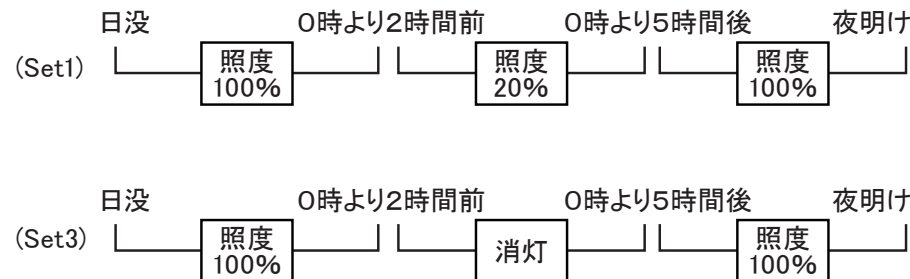 日没 0時より2時間前 0時より5時間後 夜明け
(Set1) 照度 100% 照度 20% 照度 100%
日没 0時より2時間前 0時より5時間後 夜明け
(Set3) 照度 100% 消灯 照度 100%